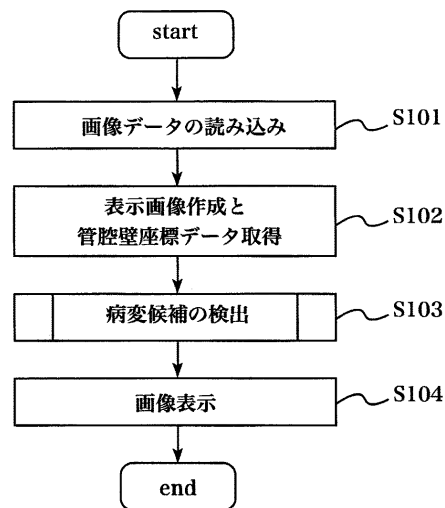 start
画像データの読み込み
S101
表示画像作成と
管腔壁座標データ取得
S102
病変候補の検出
S103
画像表示
S104
end